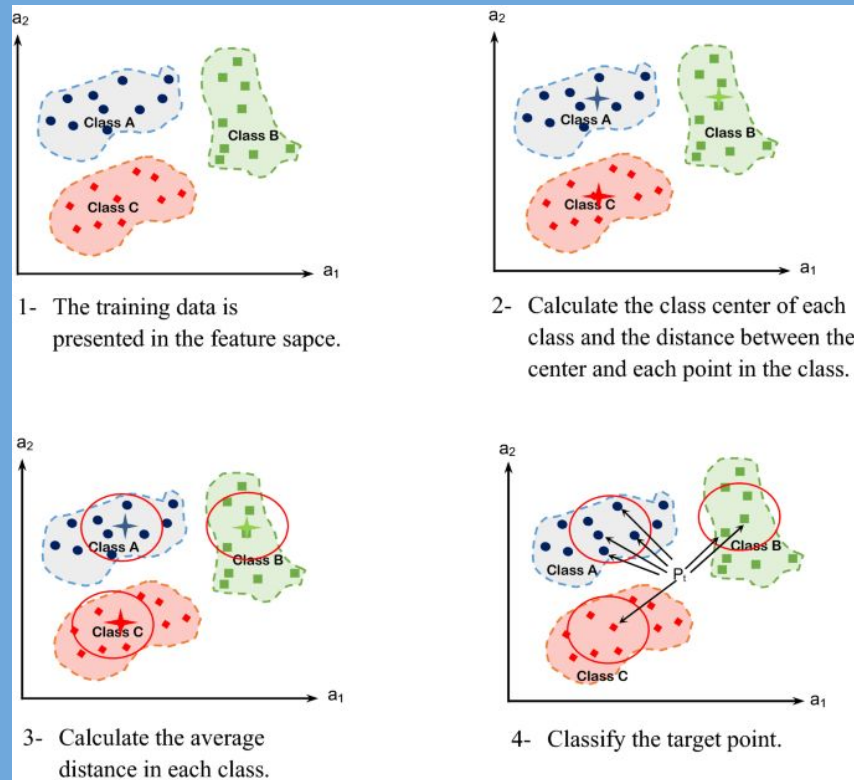 a₂
Class A
Class B
Class C
a₁
1- The training data is
presented in the feature sapce.
a₂
Class A
Class B
Class C
a₁
2- Calculate the class center of each
class and the distance between the
center and each point in the class.
a₂
Class A
Class B
Class C
a₁
3- Calculate the average
distance in each class.
a₂
Class B
Class A
Pₜ
Class C
a₁
4- Classify the target point.